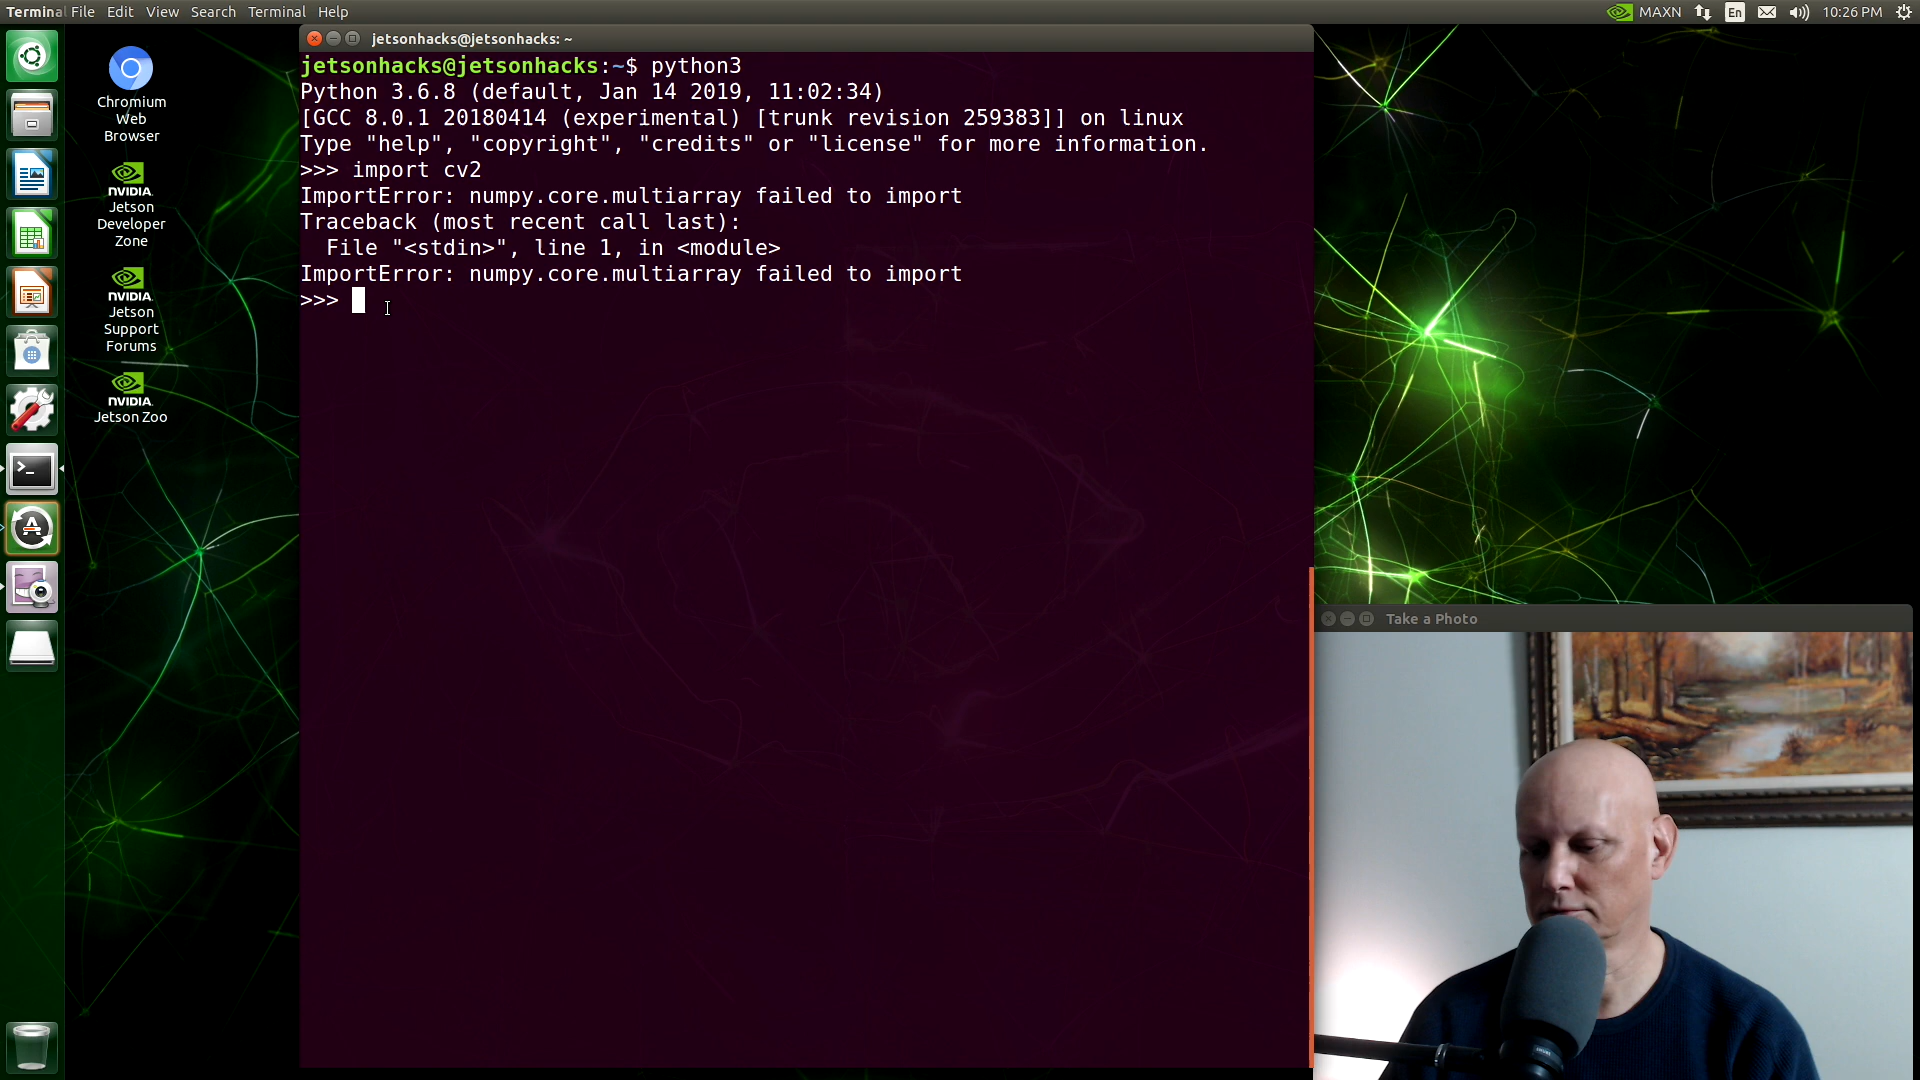 Terminal File Edit View Search Terminal Help
MAXN En 10:26 PM
Chromium
Web
Browser
NVIDIA.
Jetson
Developer
Zone
NVIDIA.
Jetson
Support
Forums
NVIDIA.
Jetson Zoo
jetsonhacks@jetsonhacks: ~
jetsonhacks@jetsonhacks:~$ python3
Python 3.6.8 (default, Jan 14 2019, 11:02:34)
[GCC 8.0.1 20180414 (experimental) [trunk revision 259383]] on linux
Type "help", "copyright", "credits" or "license" for more information.
>>> import cv2
ImportError: numpy.core.multiarray failed to import
Traceback (most recent call last):
  File "<stdin>", line 1, in <module>
ImportError: numpy.core.multiarray failed to import
>>>
Take a Photo